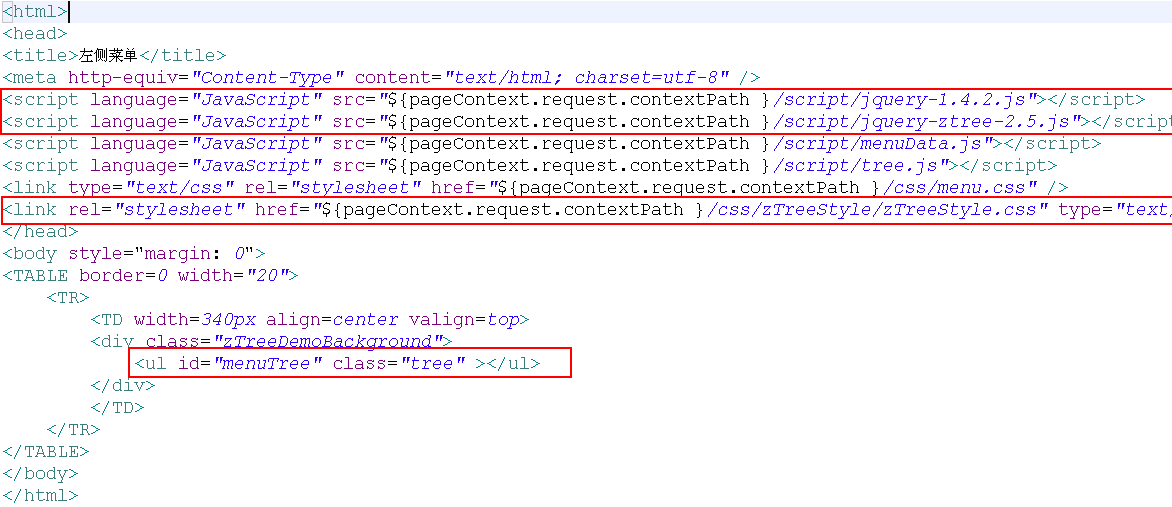 <html>
<head>
<title>左侧菜单</title>
<meta http-equiv="Content-Type" content="text/html; charset=utf-8" />
<script language="JavaScript" src="${pageContext.request.contextPath }/script/jquery-1.4.2.js"></script>
<script language="JavaScript" src="${pageContext.request.contextPath }/script/jquery-ztree-2.5.js"></script
<script language="JavaScript" src="${pageContext.request.contextPath }/script/menuData.js"></script>
<script language="JavaScript" src="${pageContext.request.contextPath }/script/tree.js"></script>
<link type="text/css" rel="stylesheet" href="${pageContext.request.contextPath }/css/menu.css" />
<link rel="stylesheet" href="${pageContext.request.contextPath }/css/zTreeStyle/zTreeStyle.css" type="text/
</head>
<body style="margin: 0">
<TABLE border=0 width="20">
<TR>
<TD width=340px align=center valign=top>
<div class="zTreeDemoBackground">
<ul id="menuTree" class="tree" ></ul>
</div>
</TD>
</TR>
</TABLE>
</body>
</html>